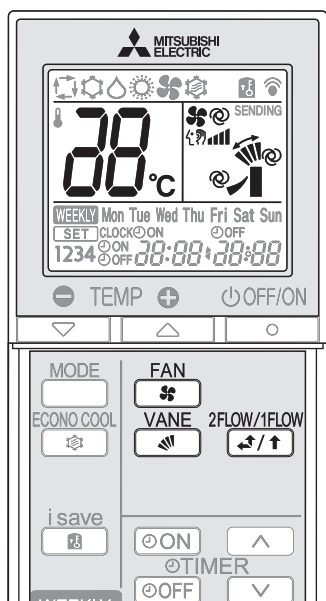 MITSUBISHI
ELECTRIC
SENDING
88°C
WEEKLY Mon Tue Wed Thu Fri Sat Sun
SET CLOCK ON OFF
1234 ON 88:88 88:88
OFF
TEMP OFF/ON
MODE FAN
ECONO COOL VANE 2FLOW/1FLOW
i save
ON
TIMER
OFF
WEEKLY